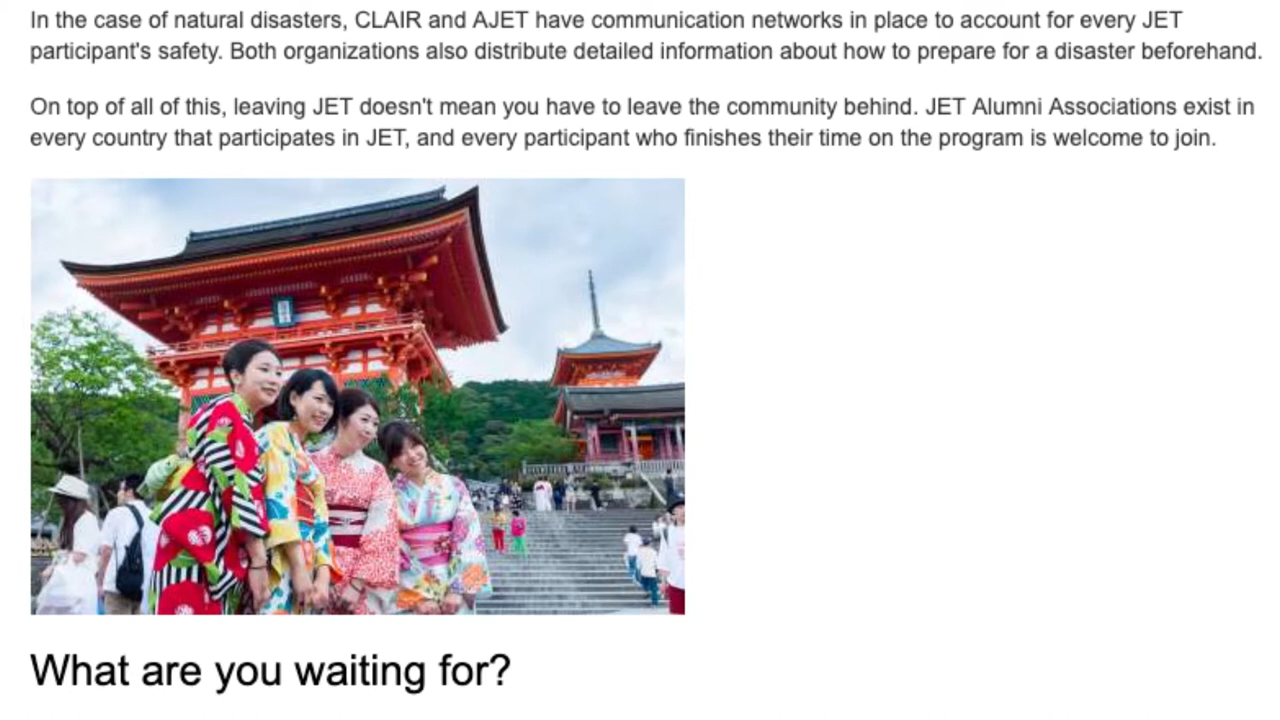 In the case of natural disasters, CLAIR and AJET have communication networks in place to account for every JET
participant's safety. Both organizations also distribute detailed information about how to prepare for a disaster beforehand.
On top of all of this, leaving JET doesn't mean you have to leave the community behind. JET Alumni Associations exist in
every country that participates in JET, and every participant who finishes their time on the program is welcome to join.
What are you waiting for?